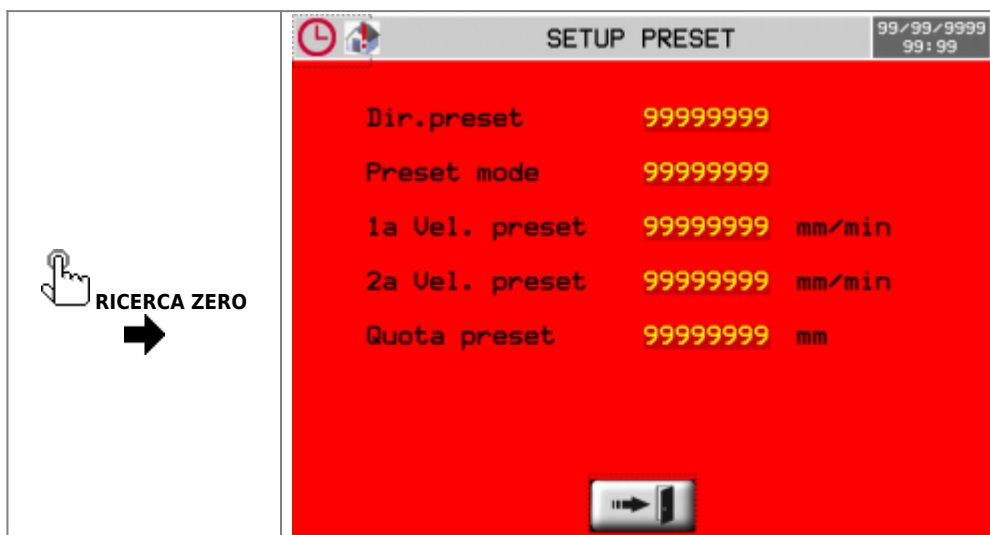 RICERCA ZERO
SETUP PRESET
99/99/9999
99:99
Dir.preset 99999999
Preset mode 99999999
1a Vel. preset 99999999 mm/min
2a Vel. preset 99999999 mm/min
Quota preset 99999999 mm